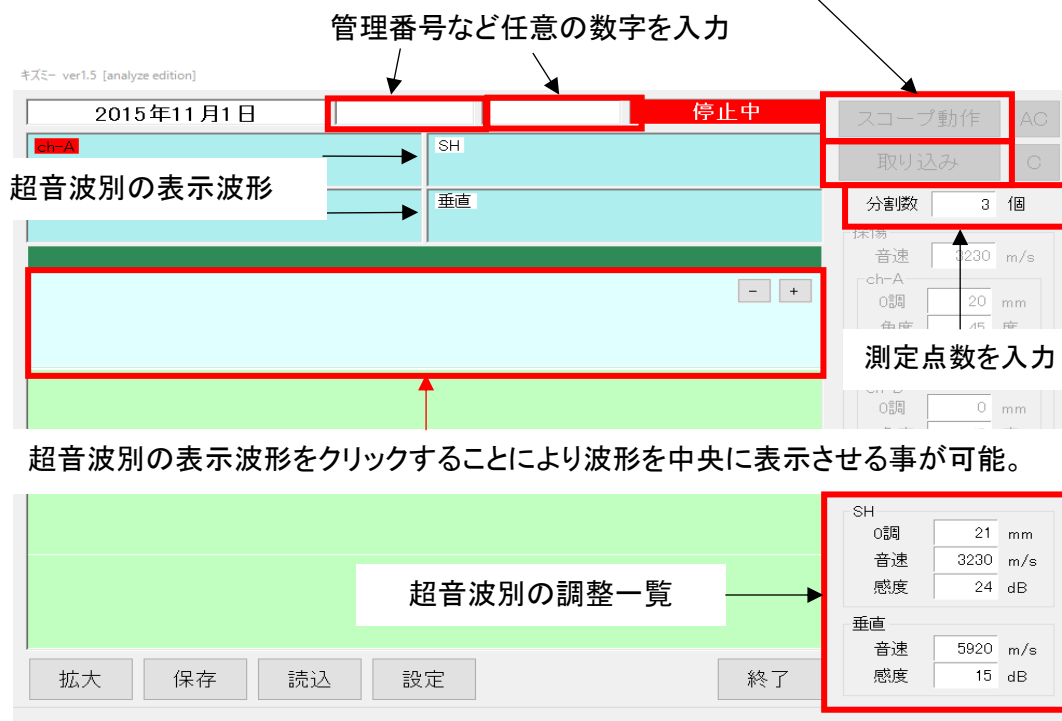 管理番号など任意の数字を入力
キズミー ver1.5 [analyze edition]
2015年11月1日
停止中
スコープ動作
AC
ch-A
SH
取り込み
C
超音波別の表示波形
垂直
分割数 3 個
探傷
音速 3230 m/s
ch-A
- +
0調 20 mm
角度 45 度
測定点数を入力
ch-B
0調 0 mm
超音波別の表示波形をクリックすることにより波形を中央に表示させる事が可能。
SH
0調 21 mm
音速 3230 m/s
超音波別の調整一覧
感度 24 dB
垂直
音速 5920 m/s
感度 15 dB
拡大 保存 読込 設定 終了